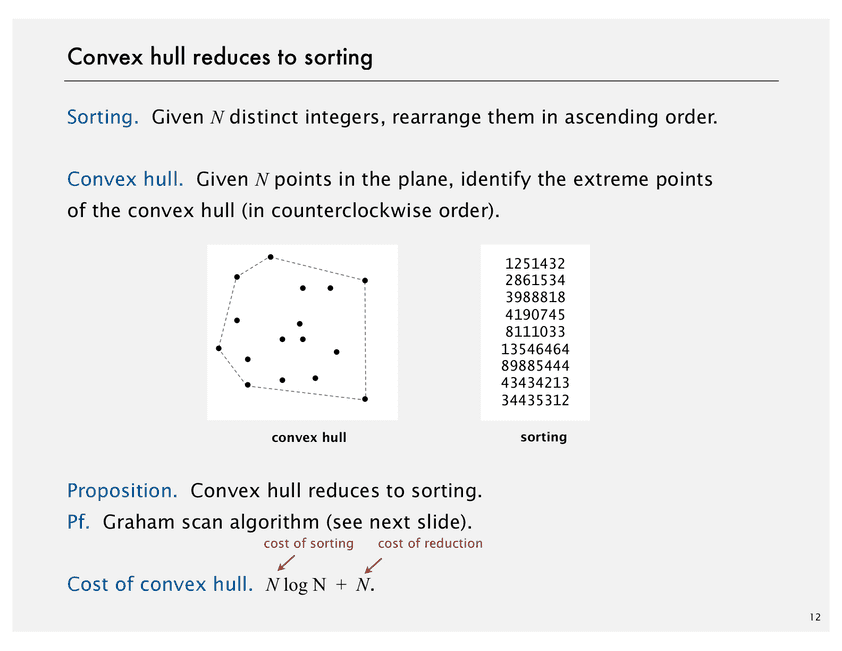 Convex hull reduces to sorting
Sorting. Given N distinct integers, rearrange them in ascending order.
Convex hull. Given N points in the plane, identify the extreme points
of the convex hull (in counterclockwise order).
1251432
2861534
3988818
4190745
8111033
13546464
89885444
43434213
34435312
convex hull
sorting
Proposition. Convex hull reduces to sorting.
Pf. Graham scan algorithm (see next slide).
cost of sorting cost of reduction
Cost of convex hull. N log N + N.
12